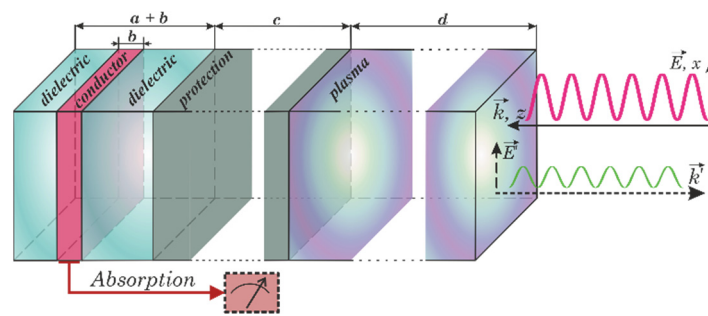 a + b
c
d
b
dielectric
conductor
dielectric
protection
plasma
E, x
k, z
E
k'
Absorption